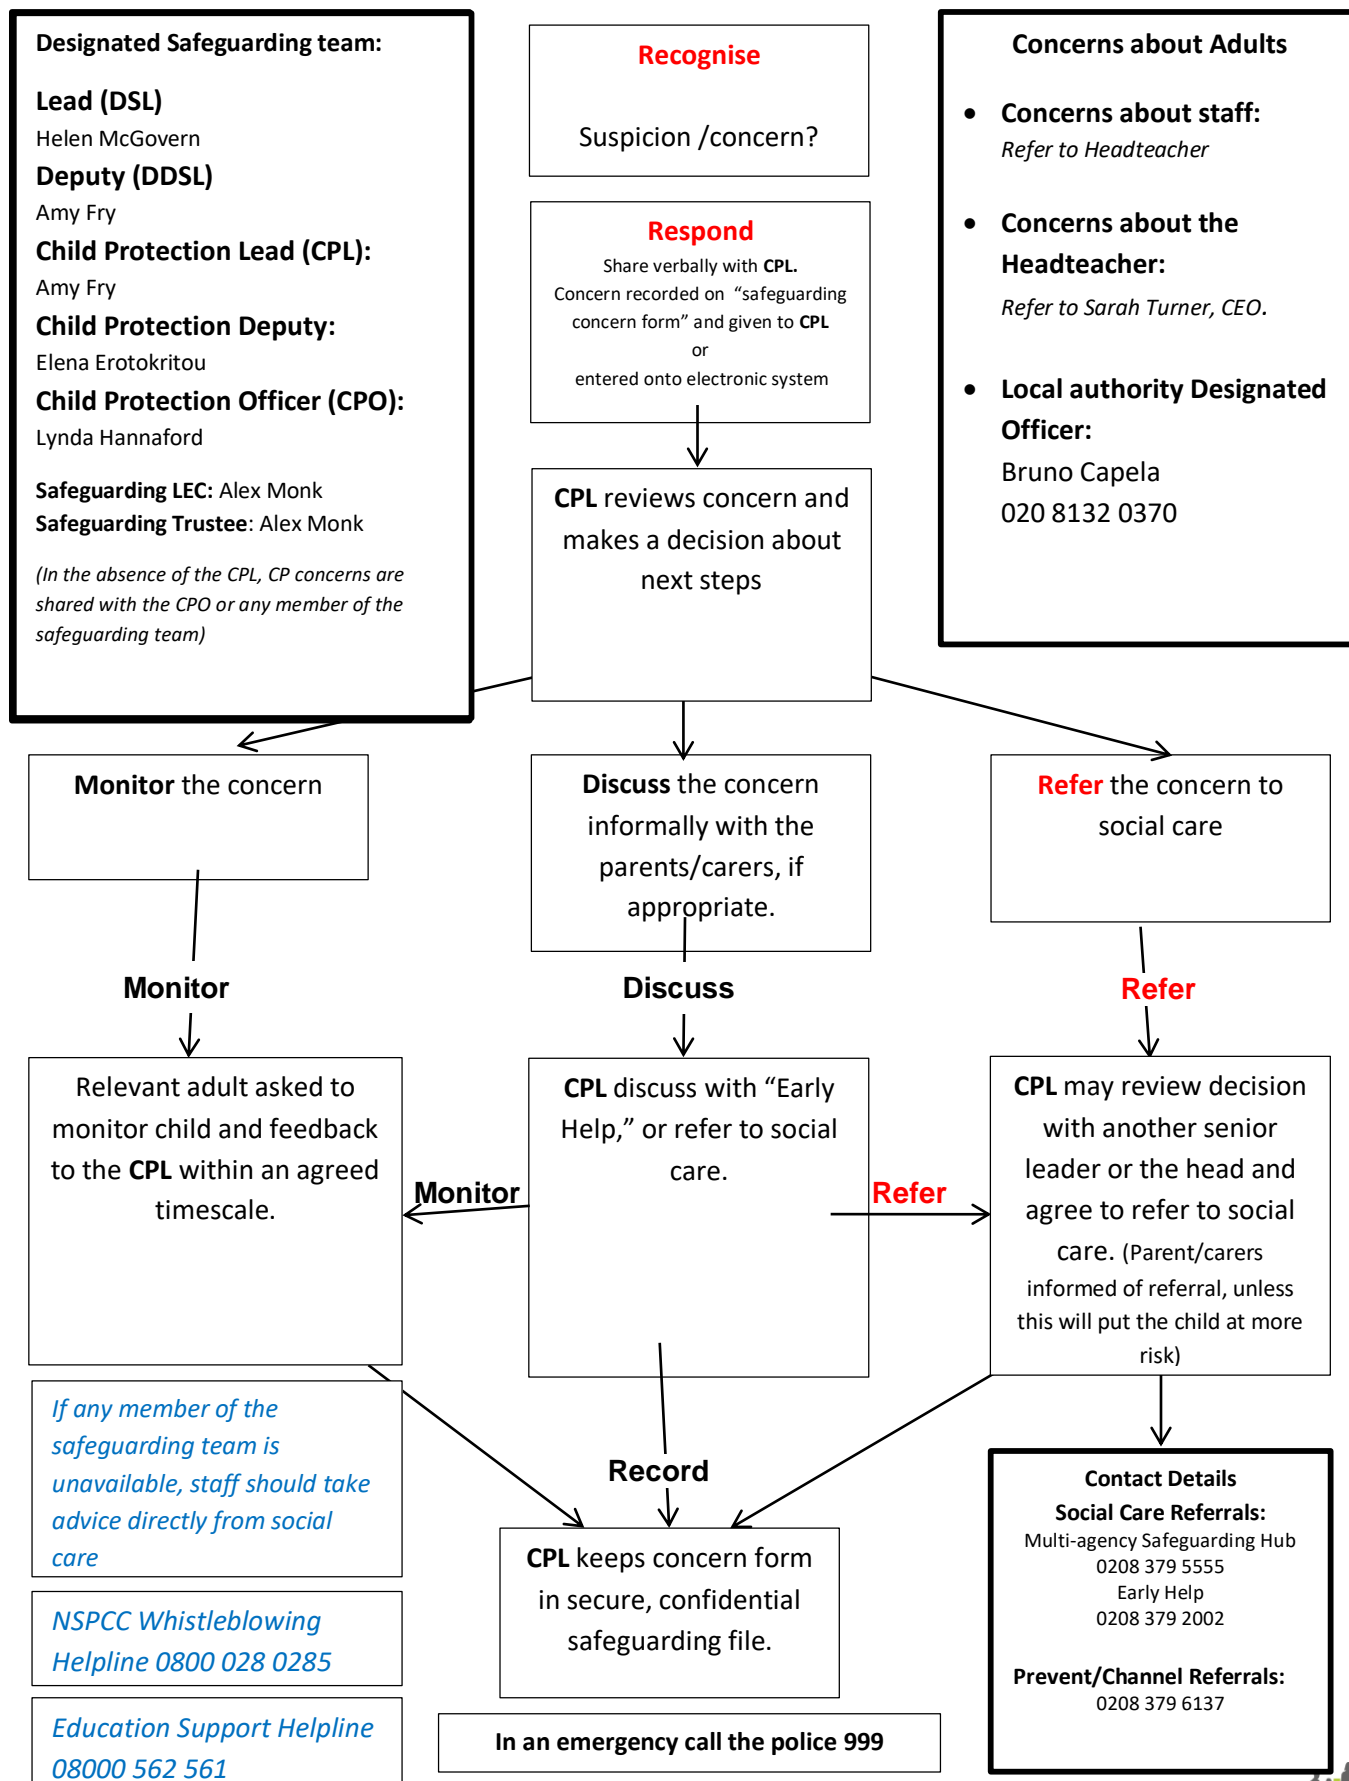 Designated Safeguarding team:
Lead (DSL)
Helen McGovern
Deputy (DDSL)
Amy Fry
Child Protection Lead (CPL):
Amy Fry
Child Protection Deputy:
Elena Erotokritou
Child Protection Officer (CPO):
Lynda Hannaford
Safeguarding LEC: Alex Monk
Safeguarding Trustee: Alex Monk
(In the absence of the CPL, CP concerns are
shared with the CPO or any member of the
safeguarding team)
Recognise
Suspicion /concern?
Respond
Share verbally with CPL.
Concern recorded on “safeguarding
concern form” and given to CPL
or
entered onto electronic system
CPL reviews concern and
makes a decision about
next steps
Concerns about Adults
• Concerns about staff:
Refer to Headteacher
• Concerns about the
Headteacher:
Refer to Sarah Turner, CEO.
• Local authority Designated
Officer:
Bruno Capela
020 8132 0370
Monitor the concern
Discuss the concern
informally with the
parents/carers, if
appropriate.
Refer the concern to
social care
Monitor
Discuss
Refer
Relevant adult asked to
monitor child and feedback
to the CPL within an agreed
timescale.
Monitor
CPL discuss with “Early
Help,” or refer to social
care.
Refer
CPL may review decision
with another senior
leader or the head and
agree to refer to social
care. (Parent/carers
informed of referral, unless
this will put the child at more
risk)
If any member of the
safeguarding team is
unavailable, staff should take
advice directly from social
care
NSPCC Whistleblowing
Helpline 0800 028 0285
Education Support Helpline
08000 562 561
Record
CPL keeps concern form
in secure, confidential
safeguarding file.
In an emergency call the police 999
Contact Details
Social Care Referrals:
Multi-agency Safeguarding Hub
0208 379 5555
Early Help
0208 379 2002
Prevent/Channel Referrals:
0208 379 6137